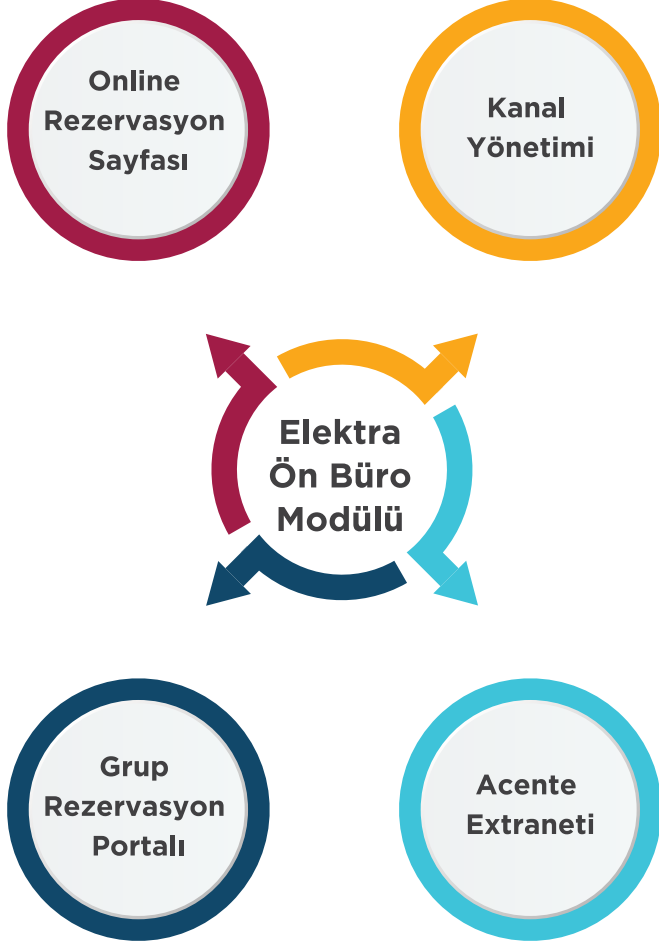 Online
Rezervasyon
Sayfası
Kanal
Yönetimi
Elektra
Ön Büro
Modülü
Grup
Rezervasyon
Portalı
Acente
Extraneti